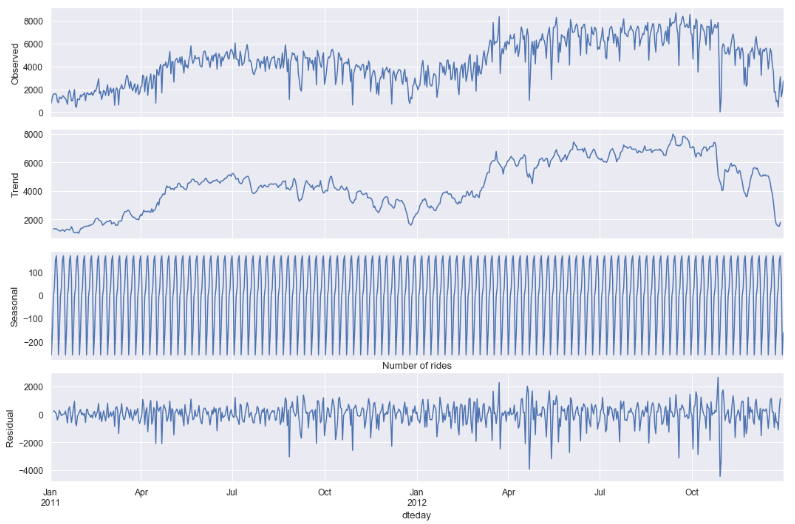 8000
6000
4000
2000
0
Observed
8000
6000
4000
2000
Trend
100
0
−100
−200
Seasonal
Number of rides
2000
0
−2000
−4000
Residual
Jan
2011
Apr
Jul
Oct
Jan
2012
Apr
Jul
Oct
dteday